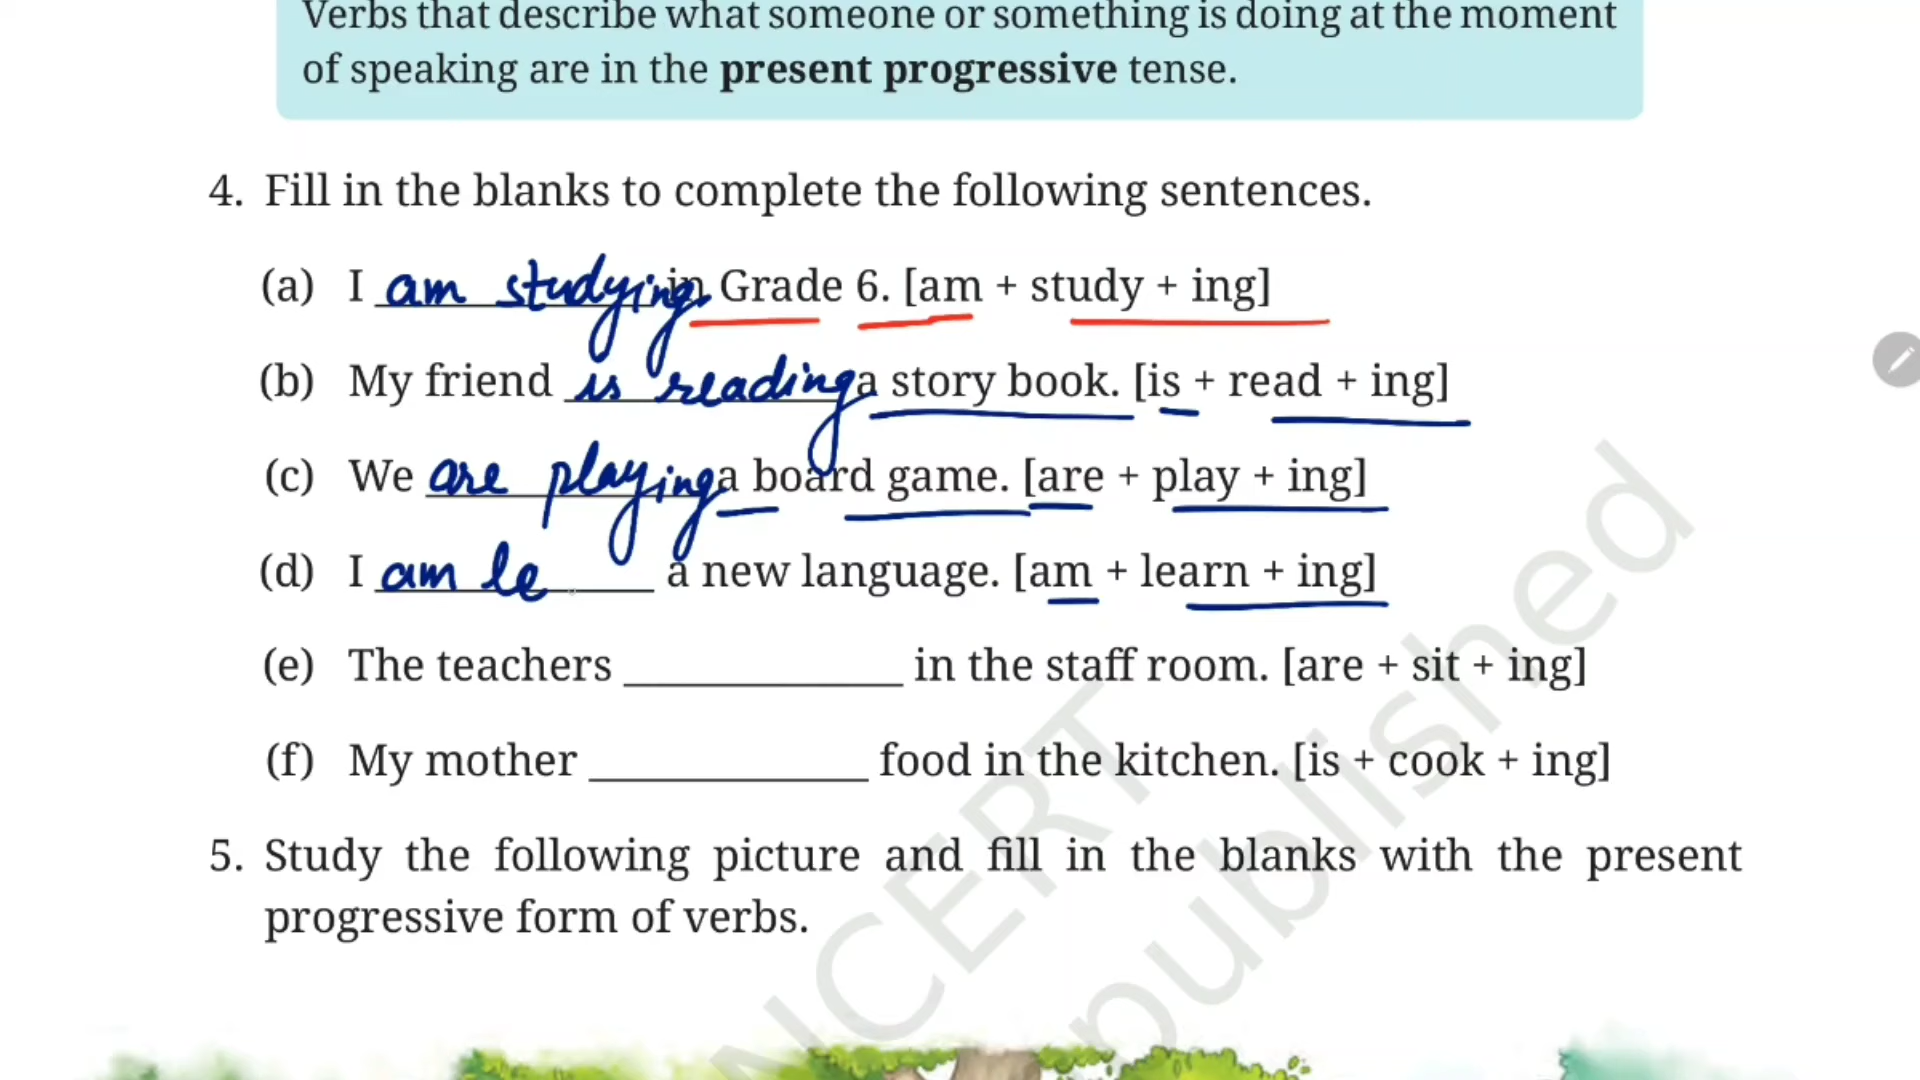 Verbs that describe what someone or something is doing at the moment
of speaking are in the present progressive tense.
4. Fill in the blanks to complete the following sentences.
(a) I am studying in Grade 6. [am + study + ing]
(b) My friend is reading a story book. [is + read + ing]
(c) We are playing a board game. [are + play + ing]
(d) I am le a new language. [am + learn + ing]
(e) The teachers ____________ in the staff room. [are + sit + ing]
(f) My mother ____________ food in the kitchen. [is + cook + ing]
5. Study the following picture and fill in the blanks with the present
progressive form of verbs.
NCERT
published